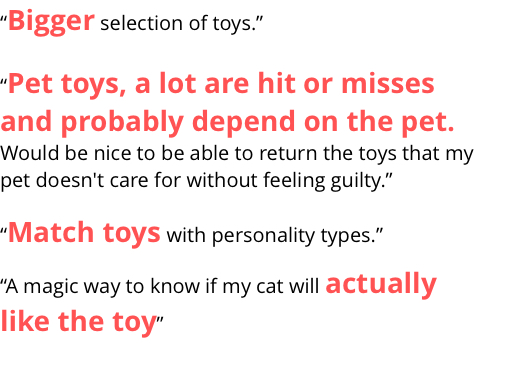 “Bigger selection of toys.”
“Pet toys, a lot are hit or misses
and probably depend on the pet.
Would be nice to be able to return the toys that my
pet doesn't care for without feeling guilty.”
“Match toys with personality types.”
“A magic way to know if my cat will actually
like the toy”